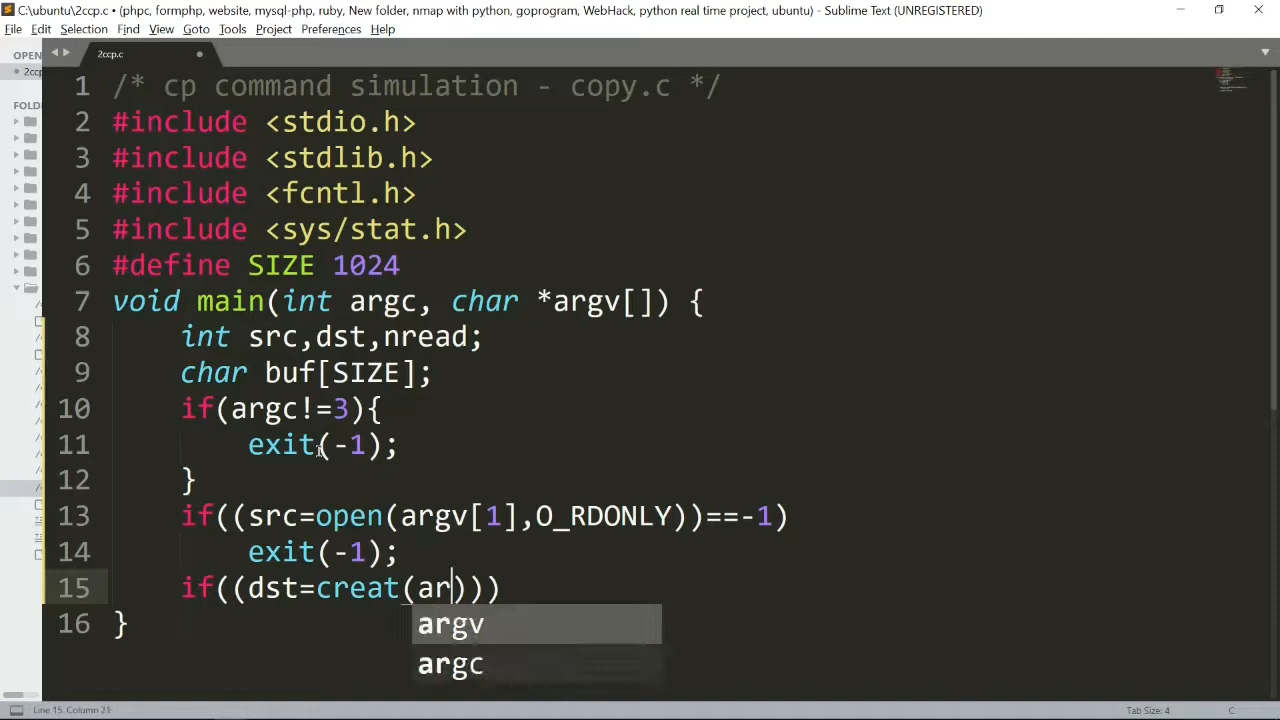 C:\ubuntu\2ccp.c • (phpc, formphp, website, mysql-php, ruby, New folder, nmap with python, goprogram, WebHack, python real time project, ubuntu) - Sublime Text (UNREGISTERED)
File Edit Selection Find View Goto Tools Project Preferences Help
OPEN
2ccp.c
2ccp
FOLD
1 /* cp command simulation - copy.c */
2 #include <stdio.h>
3 #include <stdlib.h>
4 #include <fcntl.h>
5 #include <sys/stat.h>
6 #define SIZE 1024
7 void main(int argc, char *argv[]) {
8 int src,dst,nread;
9 char buf[SIZE];
10 if(argc!=3){
11 exit(-1);
12 }
13 if((src=open(argv[1],O_RDONLY))==-1)
14 exit(-1);
15 if((dst=creat(ar)))
argv
16 }
argc
Line 15, Column 21
Tab Size: 4
C